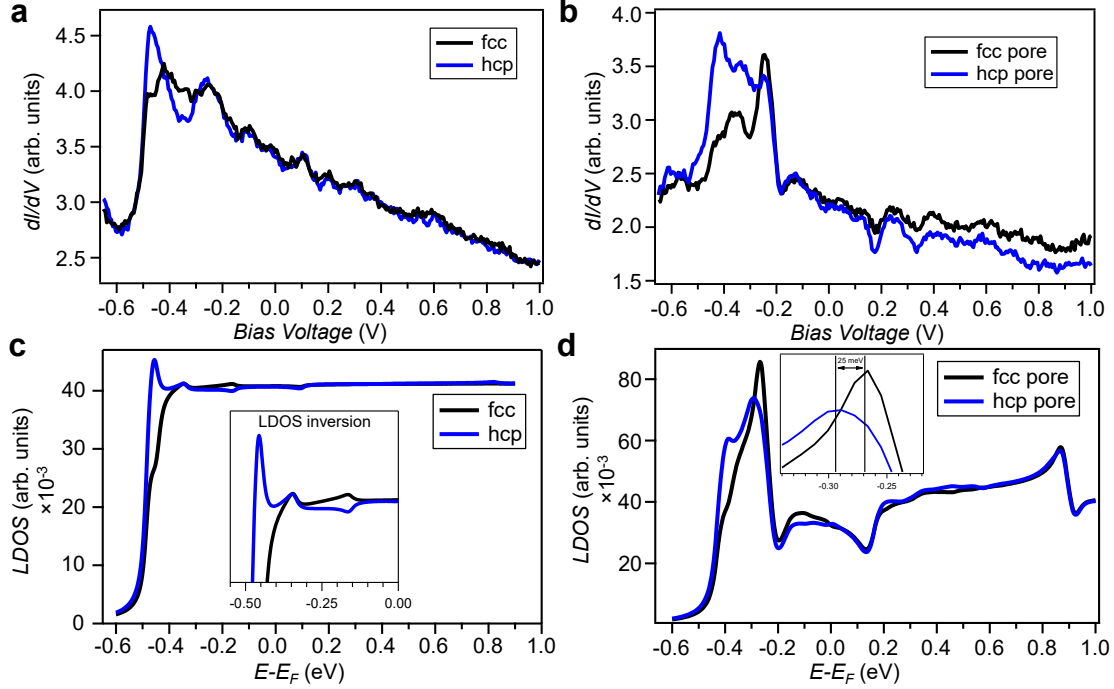 a
4.5
4.0
3.5
3.0
2.5
dI/dV (arb. units)
fcc
hcp
-0.6 -0.4 -0.2 0.0 0.2 0.4 0.6 0.8 1.0
Bias Voltage (V)
b
4.0
3.5
3.0
2.5
2.0
1.5
dI/dV (arb. units)
fcc pore
hcp pore
-0.6 -0.4 -0.2 0.0 0.2 0.4 0.6 0.8 1.0
Bias Voltage (V)
c
40
30
20
10
0
LDOS (arb. units)
×10-3
fcc
hcp
LDOS inversion
-0.50 -0.25 0.00
-0.6 -0.4 -0.2 0.0 0.2 0.4 0.6 0.8 1.0
E-EF (eV)
d
80
60
40
20
LDOS (arb. units)
×10-3
25 meV
-0.30 -0.25
fcc pore
hcp pore
-0.6 -0.4 -0.2 0.0 0.2 0.4 0.6 0.8 1.0
E-EF (eV)